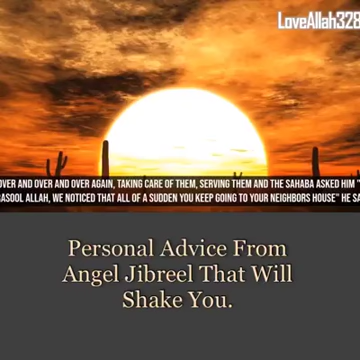 LoveAllah328
OVER AND OVER AND OVER AGAIN, TAKING CARE OF THEM, SERVING THEM AND THE SAHABA ASKED HIM "
RASOOL ALLAH, WE NOTICED THAT ALL OF A SUDDEN YOU KEEP GOING TO YOUR NEIGHBORS HOUSE" HE SA
Personal Advice From
Angel Jibreel That Will
Shake You.